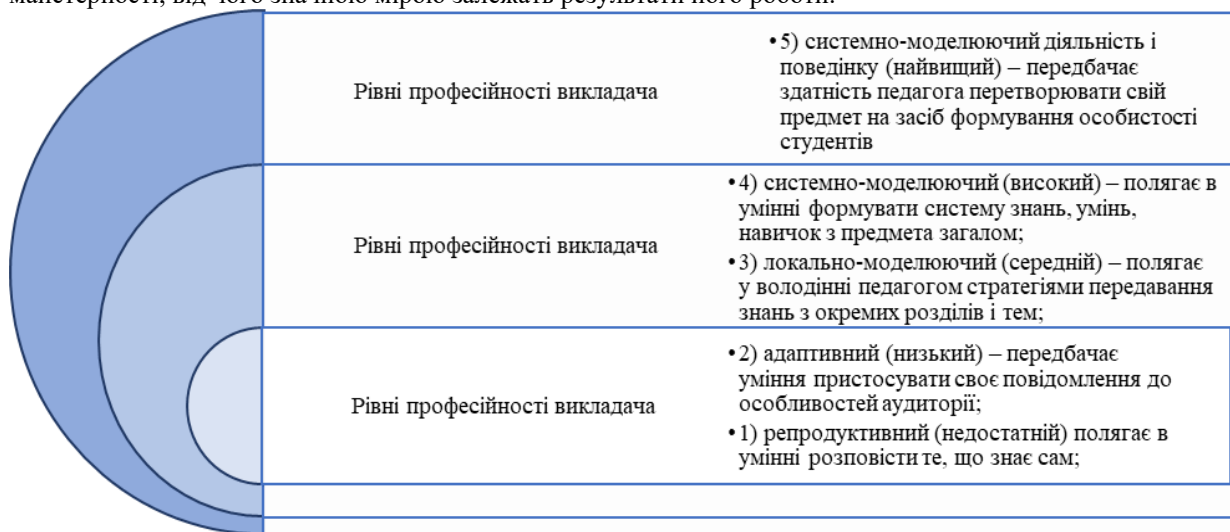 майстерності, від чого значною мірою залежать результати його роботи.
Рівні професійності викладача
•5) системно-моделюючий діяльність і
поведінку (найвищий) – передбачає
здатність педагога перетворювати свій
предмет на засіб формування особистості
студентів
Рівні професійності викладача
•4) системно-моделюючий (високий) – полягає в
умінні формувати систему знань, умінь,
навичок з предмета загалом;
•3) локально-моделюючий (середній) – полягає
у володінні педагогом стратегіями передавання
знань з окремих розділів і тем;
Рівні професійності викладача
•2) адаптивний (низький) – передбачає
уміння пристосувати своє повідомлення до
особливостей аудиторії;
•1) репродуктивний (недостатній) полягає в
умінні розповісти те, що знає сам;